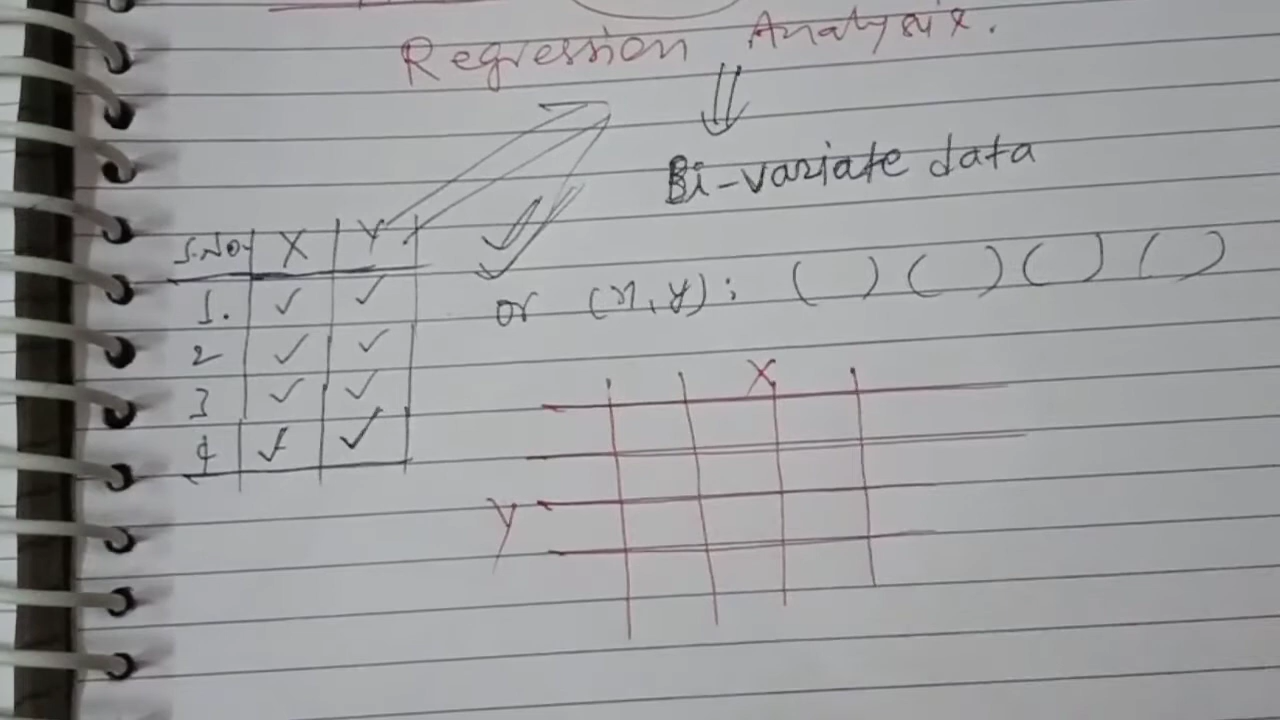 Regression Analysis.
Bi-variate data
S.No. X Y
1. ✓ ✓
2 ✓ ✓
3 ✓ ✓
4 ✓ ✓
or (x, y): ( ) ( ) ( ) ( )
X
Y